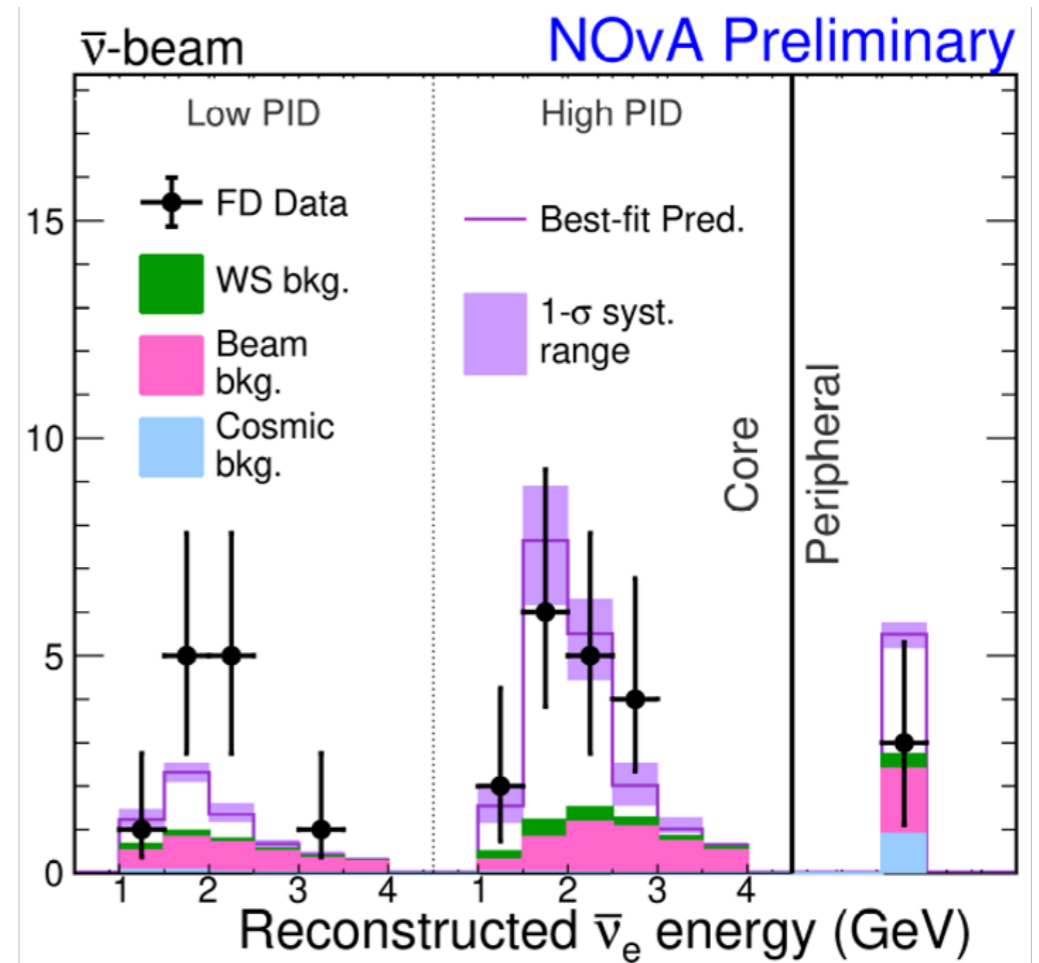 ν̄-beam
NOvA Preliminary
Low PID
High PID
FD Data
WS bkg.
Beam
bkg.
Cosmic
bkg.
Best-fit Pred.
1-σ syst.
range
Core
Peripheral
15
10
5
0
1 2 3 4 1 2 3 4
Reconstructed ν̄e energy (GeV)